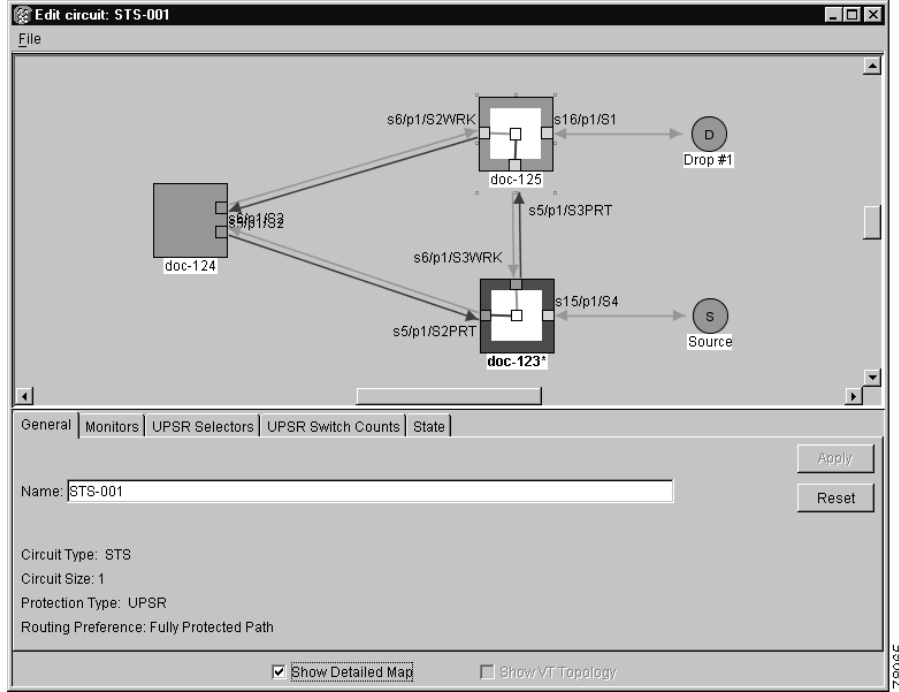 Edit circuit: STS-001
File
s6/p1/S2WRK
s16/p1/S1
D
Drop #1
doc-125
s5/p1/S3PRT
doc-124
s6/p1/S3WRK
s15/p1/S4
S
Source
s5/p1/S2PRT
doc-123*
General Monitors UPSR Selectors UPSR Switch Counts State
Apply
Name: STS-001
Reset
Circuit Type: STS
Circuit Size: 1
Protection Type: UPSR
Routing Preference: Fully Protected Path
Show Detailed Map Show VT Topology